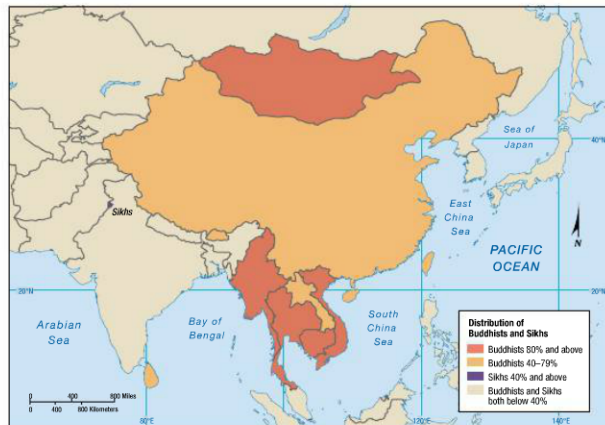 Sea of
Japan
40°N
140°E
Sikhs
East
China
Sea
N
PACIFIC
OCEAN
20°N
20°N
Arabian
Sea
Bay of
Bengal
South
China
Sea
Distribution of
Buddhists and Sikhs
Buddhists 80% and above
Buddhists 40–79%
Sikhs 40% and above
Buddhists and Sikhs
both below 40%
0 400 800 Miles
0 400 800 Kilometers
80°E
120°E
140°E